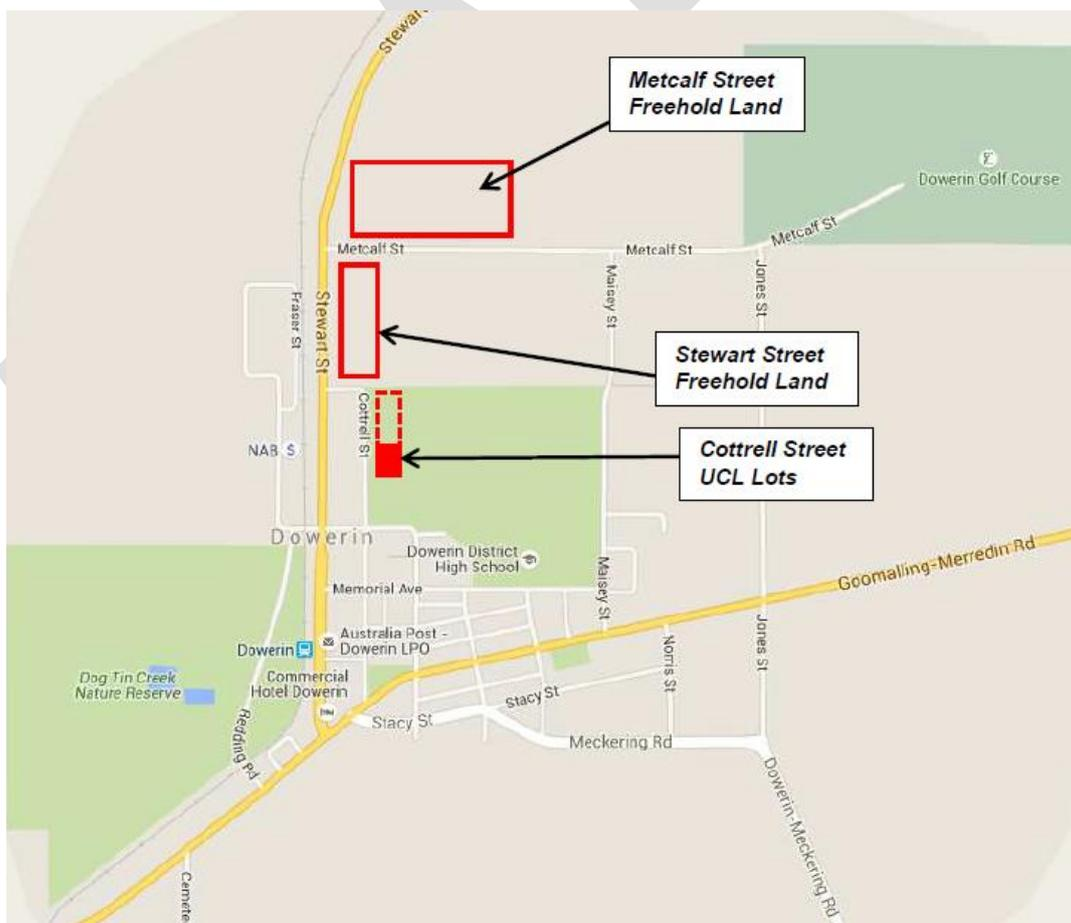 Stewar
Metcalf Street
Freehold Land
Dowerin Golf Course
Metcalf St
Metcalf St
Metcalf St
Maisey St
Jones St
Fraser St
Stewart St
Stewart Street
Freehold Land
Cottrell St
NAB $
Cottrell Street
UCL Lots
Dowerin
Dowerin District
High School
Goomalling-Merredin Rd
Maisey St
Memorial Ave
Jones St
Australia Post -
Dowerin LPO
Dowerin
Norris St
Dog Tin Creek
Nature Reserve
Commercial
Hotel Dowerin
Stacy St
Stacy St
Redding Rd
Meckering Rd
Dowerin-Meckering Rd
Cemete